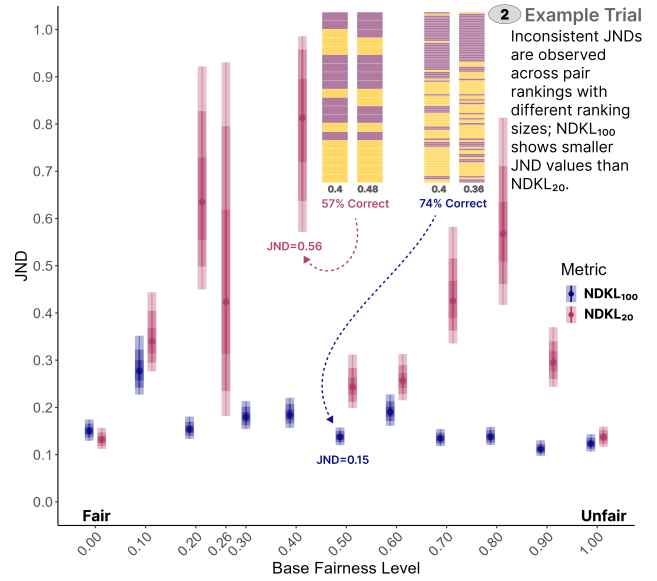 2 Example Trial
Inconsistent JNDs
are observed
across pair
rankings with
different ranking
sizes; NDKL₁₀₀
shows smaller
JND values than
NDKL₂₀.
0.4 0.48
57% Correct
0.4 0.36
74% Correct
JND=0.56
JND=0.15
Metric
NDKL₁₀₀
NDKL₂₀
JND
1.0
0.9
0.8
0.7
0.6
0.5
0.4
0.3
0.2
0.1
0.0
Fair
Unfair
0.00 0.10 0.20 0.26 0.30 0.40 0.50 0.60 0.70 0.80 0.90 1.00
Base Fairness Level